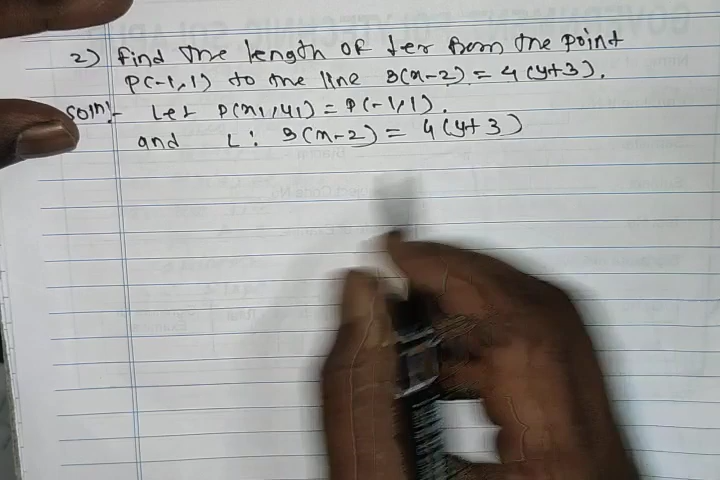 2) Find the length of ler from the point
P(-1,1) to the line 3(x-2) = 4(y+3).
Soln:- Let P(x1,y1) = P(-1,1).
and L: 3(x-2) = 4(y+3)